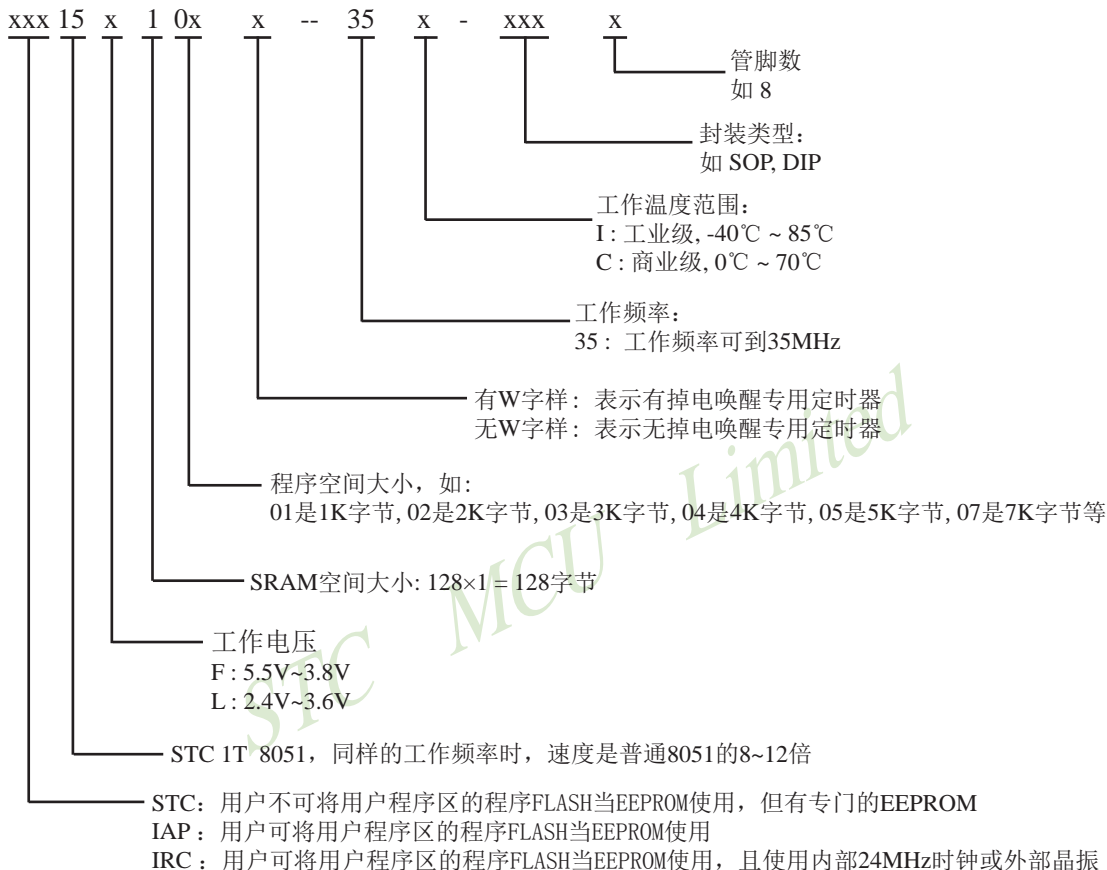 xxx 15 x 1 0x x -- 35 x - xxx x
管脚数
如 8
封装类型：
如 SOP, DIP
工作温度范围：
I : 工业级, -40℃ ~ 85℃
C : 商业级, 0℃ ~ 70℃
工作频率：
35 : 工作频率可到35MHz
有W字样: 表示有掉电唤醒专用定时器
无W字样: 表示无掉电唤醒专用定时器
程序空间大小，如:
01是1K字节, 02是2K字节, 03是3K字节, 04是4K字节, 05是5K字节, 07是7K字节等
SRAM空间大小: 128×1 = 128字节
工作电压
F : 5.5V~3.8V
L : 2.4V~3.6V
STC 1T 8051，同样的工作频率时，速度是普通8051的8~12倍
STC：用户不可将用户程序区的程序FLASH当EEPROM使用，但有专门的EEPROM
IAP：用户可将用户程序区的程序FLASH当EEPROM使用
IRC：用户可将用户程序区的程序FLASH当EEPROM使用，且使用内部24MHz时钟或外部晶振
STC MCU Limited